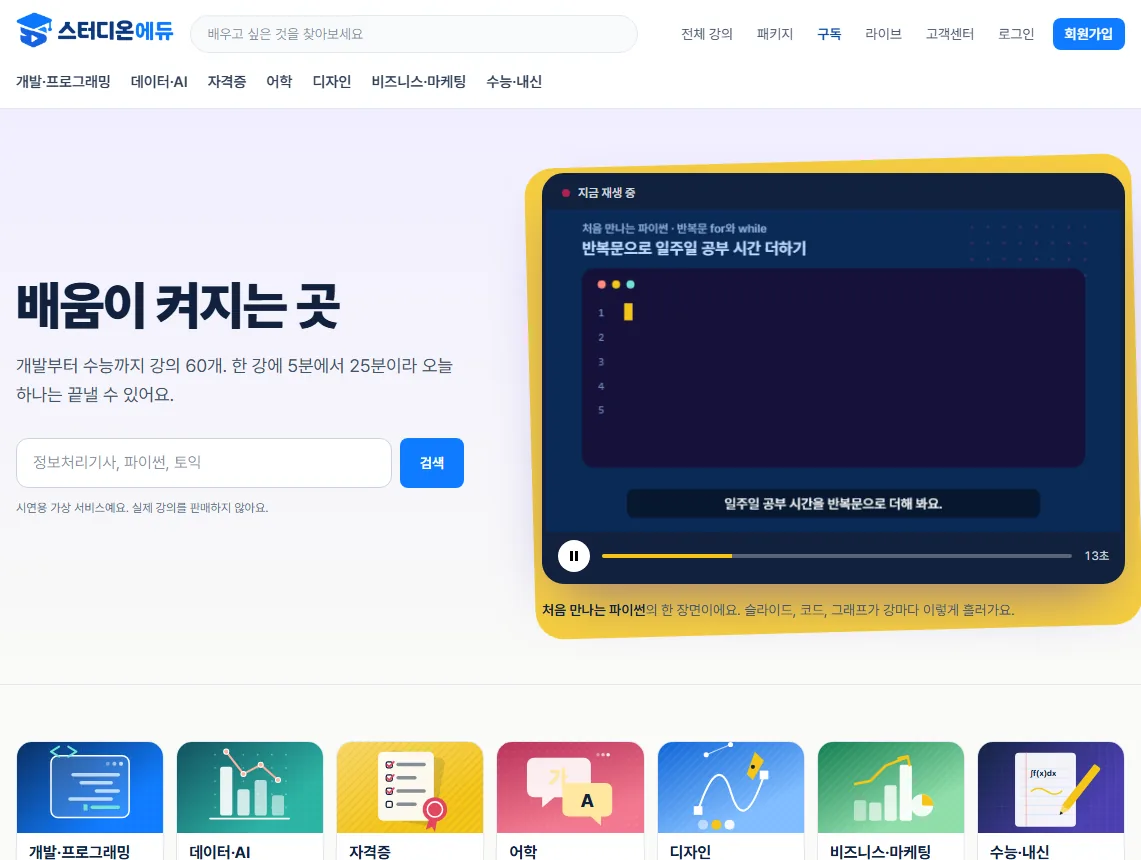 스터디온에듀
배우고 싶은 것을 찾아보세요
전체 강의
패키지
구독
라이브
고객센터
로그인
회원가입
개발·프로그래밍
데이터·AI
자격증
어학
디자인
비즈니스·마케팅
수능·내신
배움이 켜지는 곳
개발부터 수능까지 강의 60개. 한 강에 5분에서 25분이라 오늘
하나는 끝낼 수 있어요.
정보처리기사, 파이썬, 토익
검색
시연용 가상 서비스예요. 실제 강의를 판매하지 않아요.
지금 재생 중
처음 만나는 파이썬 · 반복문 for와 while
반복문으로 일주일 공부 시간 더하기
1
2
3
4
5
일주일 공부 시간을 반복문으로 더해 봐요.
13초
처음 만나는 파이썬의 한 장면이에요. 슬라이드, 코드, 그래프가 강마다 이렇게 흘러가요.
가
A
∫f(x)dx
개발·프로그래밍
데이터·AI
자격증
어학
디자인
비즈니스·마케팅
수능·내신